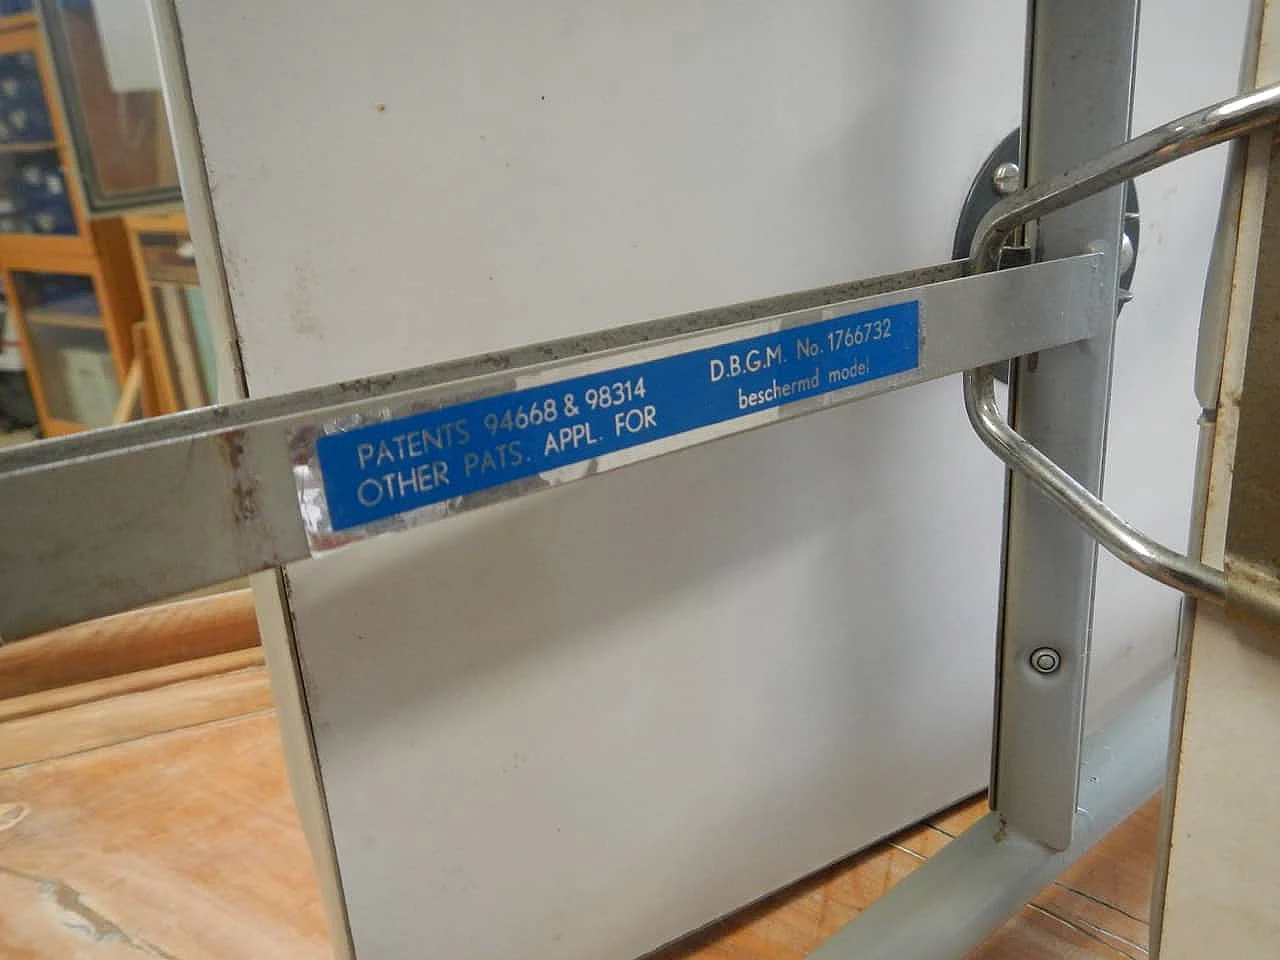 PATENTS 94668 & 98314
OTHER PATS. APPL. FOR
D.B.G.M. No. 1766732
beschermd model